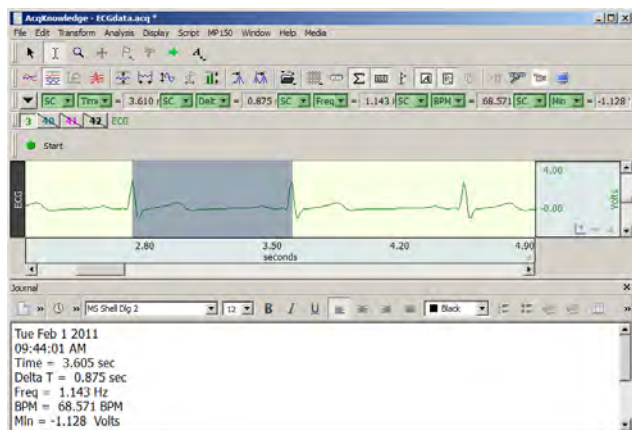 AcqKnowledge - ECGdata.acq *
File Edit Transform Analysis Display Script MP150 Window Help Media
SC Time = 3.610 SC Delt = 0.875 SC Freq = 1.143 SC BPM = 68.571 SC Min = -1.128
3 40 41 42 ECG
Start
ECG
4.00
-0.00
Volts
2.80 3.50 4.20 4.90
seconds
Journal
MS Shell Dlg 2 12 B I U Black
Tue Feb 1 2011
09:44:01 AM
Time = 3.605 sec
Delta T = 0.875 sec
Freq = 1.143 Hz
BPM = 68.571 BPM
Min = -1.128 Volts